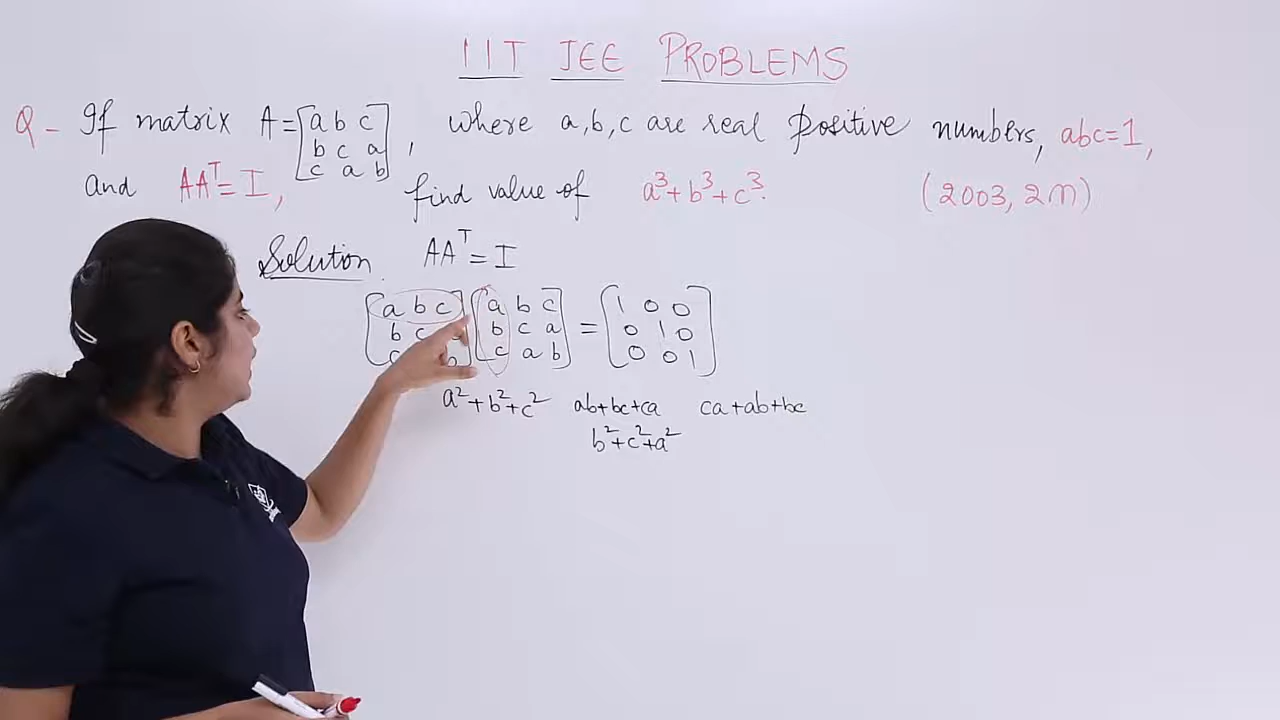 IIT JEE PROBLEMS
Q - If matrix A = [a b c, where a, b, c are real positive numbers, abc = 1,
b c a
c a b]
and AAᵀ = I, find value of a³ + b³ + c³. (2003, 2M)
Solution. AAᵀ = I
[a b c] [a b c] = [1 0 0]
[b c [b c a] [0 1 0]
[c b] [c a b] [0 0 1]
a² + b² + c² ab + bc + ca ca + ab + bc
b² + c² + a²